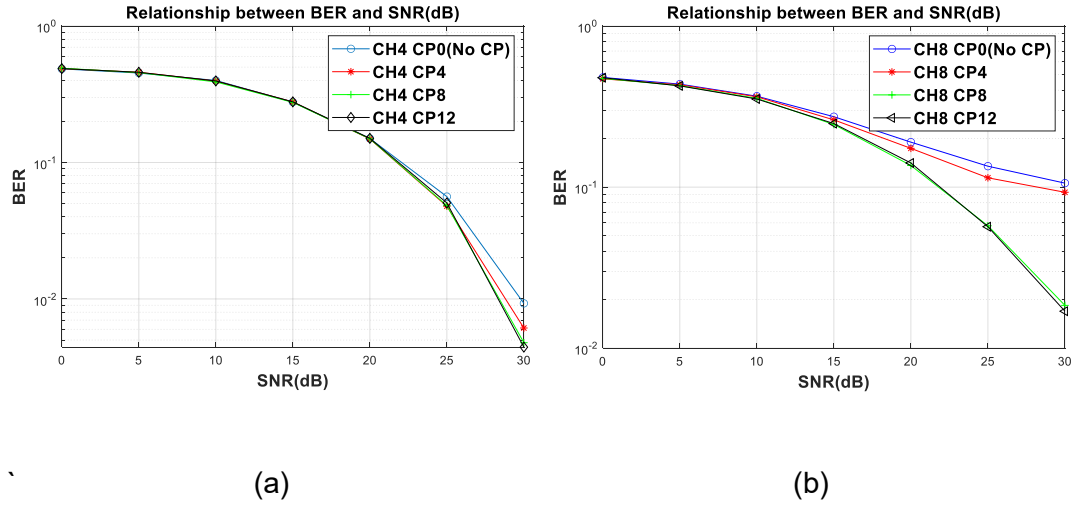 Relationship between BER and SNR(dB)
10^0
10^-1
10^-2
BER
CH4 CP0(No CP)
CH4 CP4
CH4 CP8
CH4 CP12
0 5 10 15 20 25 30
SNR(dB)
Relationship between BER and SNR(dB)
10^0
10^-1
10^-2
BER
CH8 CP0(No CP)
CH8 CP4
CH8 CP8
CH8 CP12
0 5 10 15 20 25 30
SNR(dB)
` (a) (b)